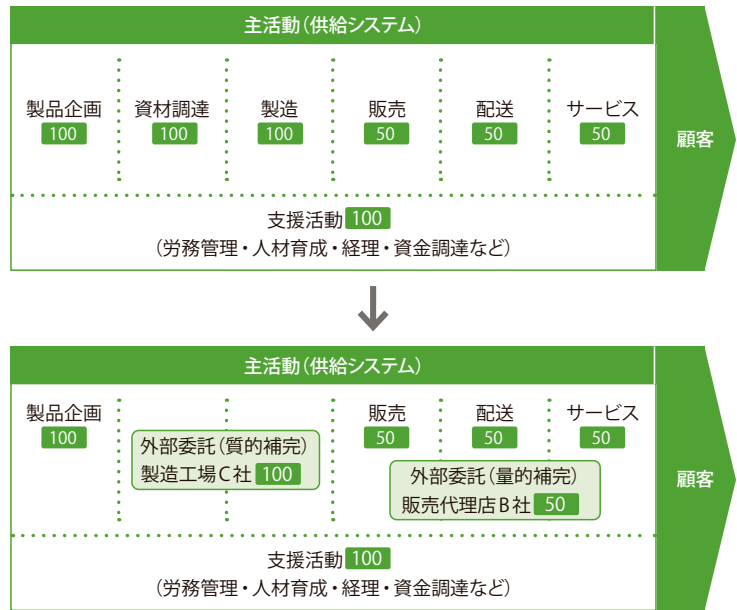 主活動（供給システム）
製品企画 資材調達 製造 販売 配送 サービス
100 100 100 50 50 50
顧客
支援活動 100
（労務管理・人材育成・経理・資金調達など）
主活動（供給システム）
製品企画 販売 配送 サービス
100 50 50 50
外部委託（質的補完）
製造工場C社 100
外部委託（量的補完）
販売代理店B社 50
顧客
支援活動 100
（労務管理・人材育成・経理・資金調達など）